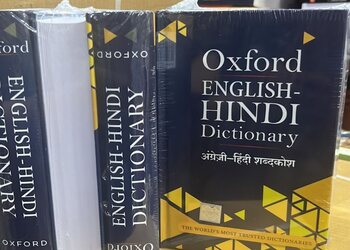 OXFORD
ENGLISH-HINDI
DICTIONARY
OXFORD
ENGLISH-HINDI
DICTIONARY
OXFORD
Oxford
ENGLISH-
HINDI
Dictionary
अंग्रेज़ी-हिंदी शब्दकोश
THE WORLD'S MOST TRUSTED DICTIONARIES